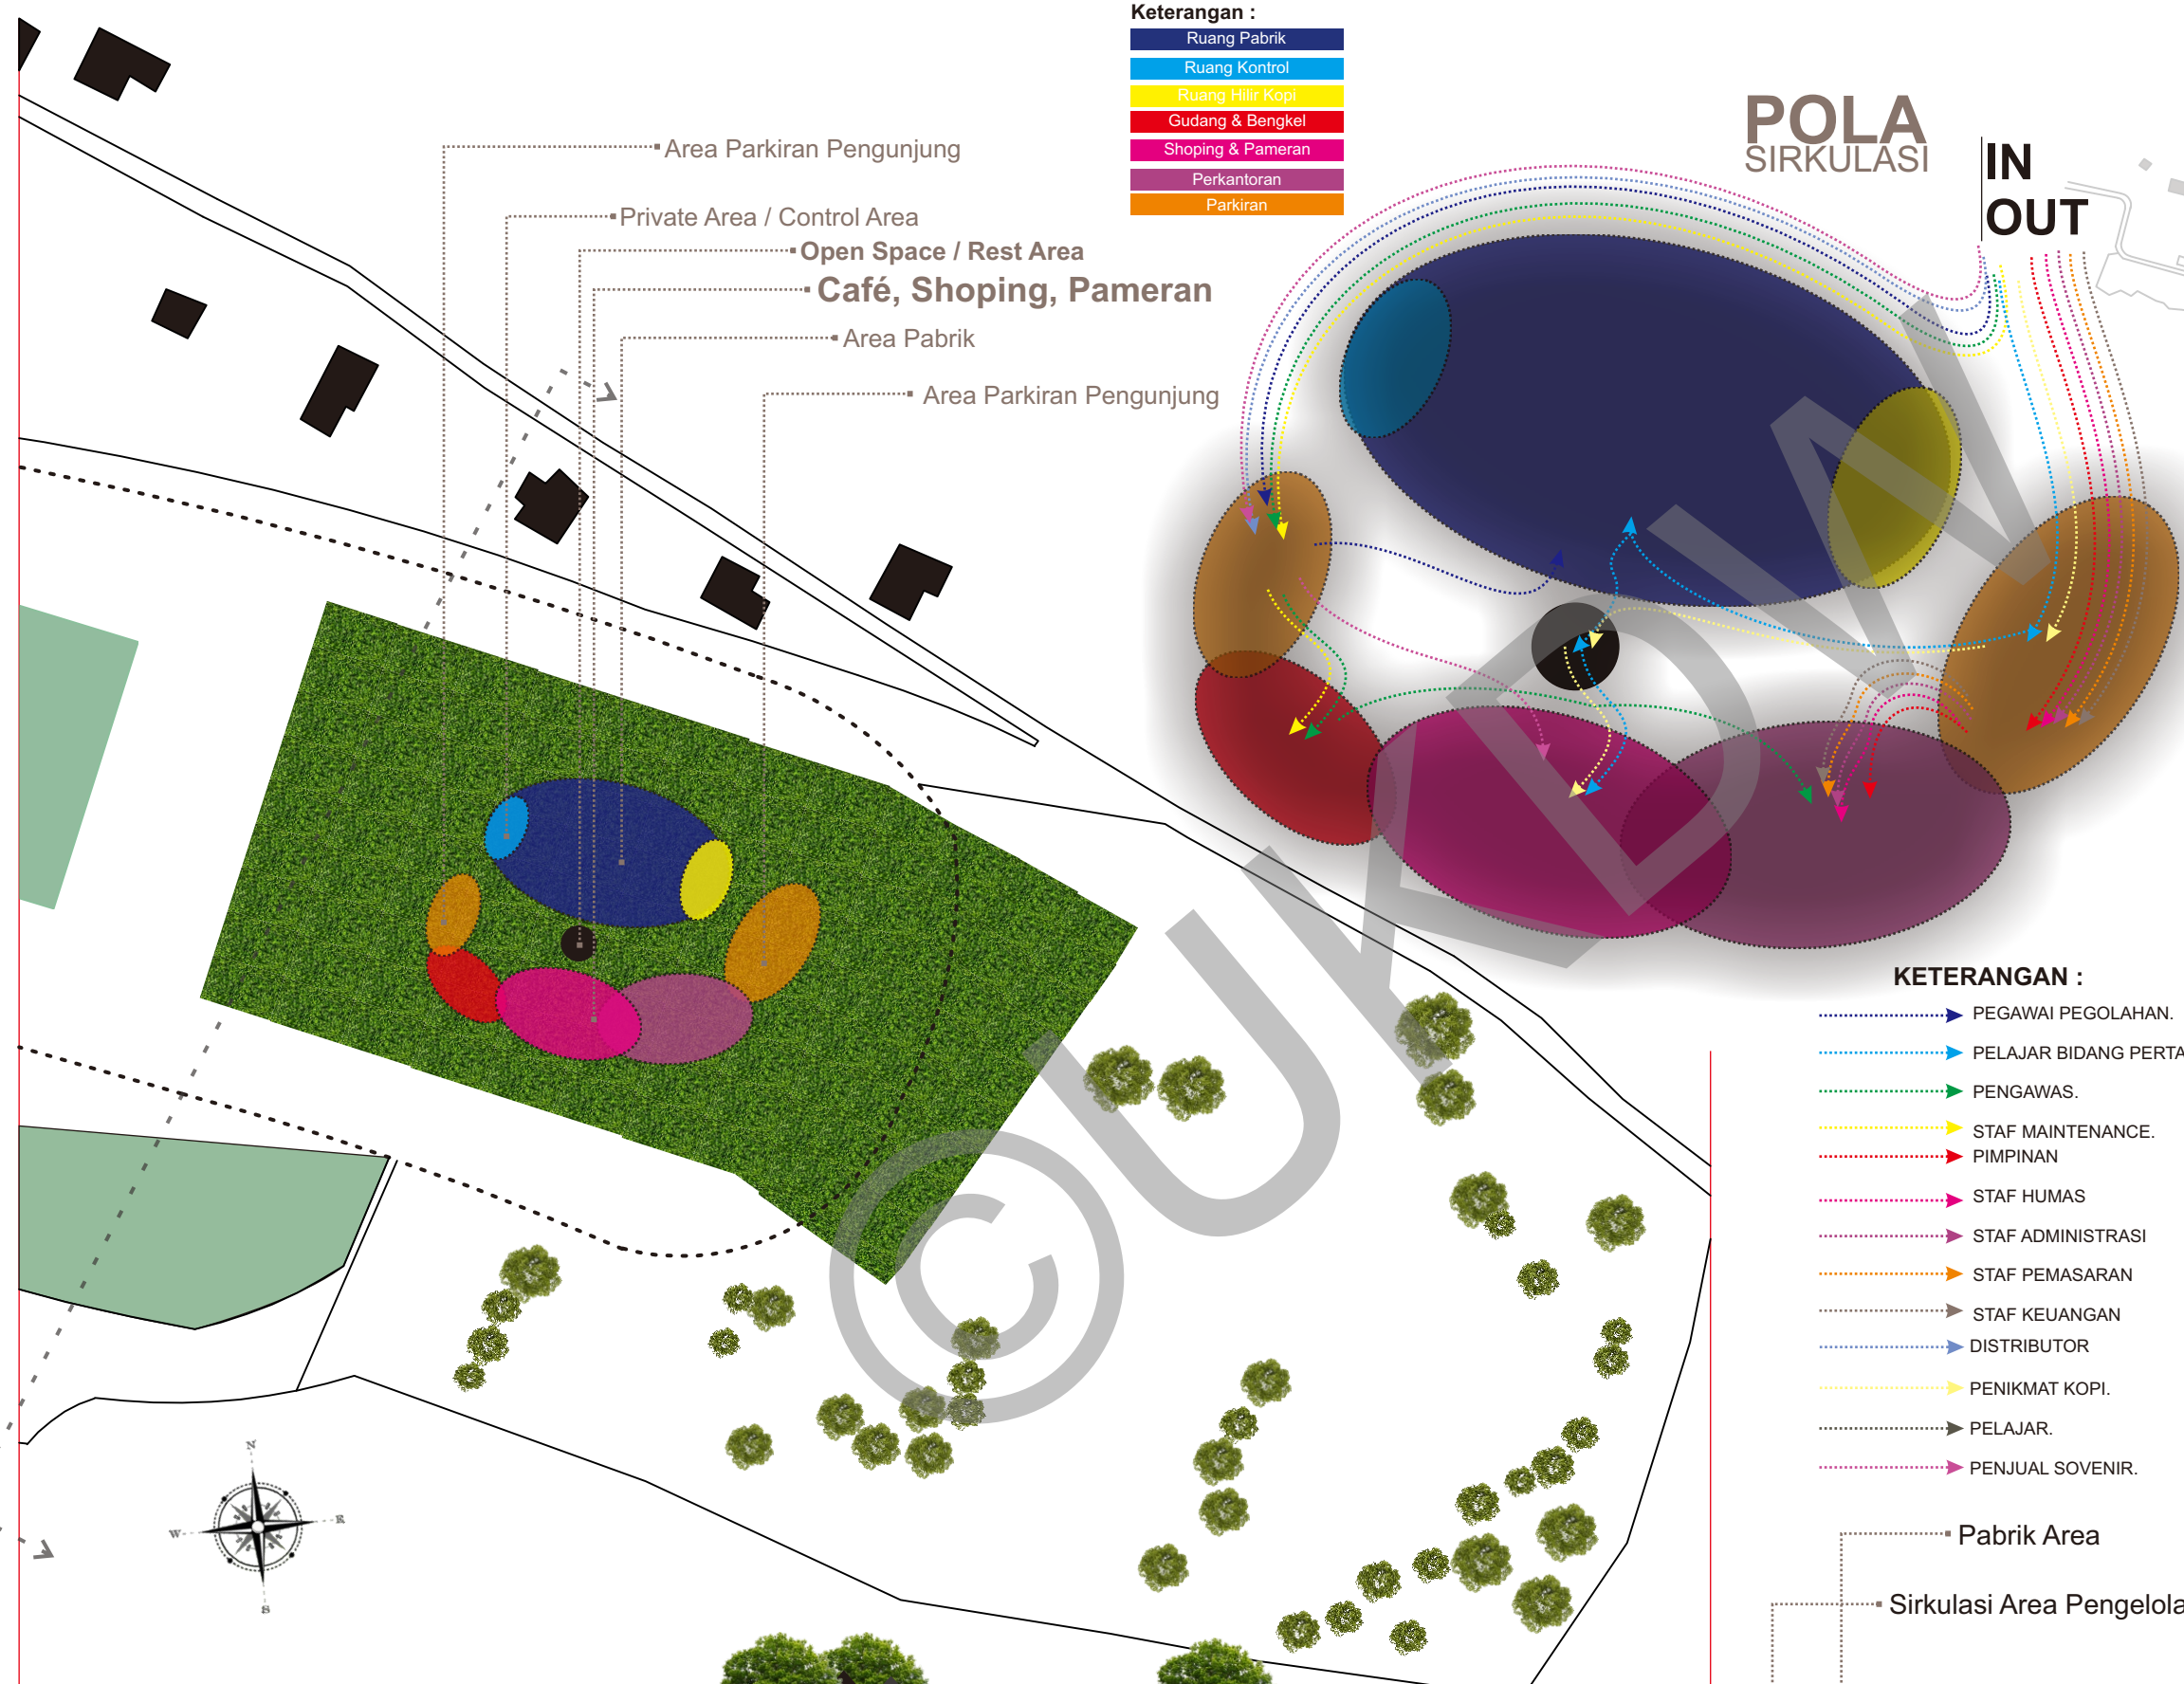 Keterangan :
Ruang Pabrik
Ruang Kontrol
Ruang Hilir Kopi
Gudang & Bengkel
Shoping & Pameran
Perkantoran
Parkiran
POLA
SIRKULASI
IN
OUT
Area Parkiran Pengunjung
Private Area / Control Area
Open Space / Rest Area
Café, Shoping, Pameran
Area Pabrik
Area Parkiran Pengunjung
KETERANGAN :
PEGAWAI PEGOLAHAN.
PELAJAR BIDANG PERTA
PENGAWAS.
STAF MAINTENANCE.
PIMPINAN
STAF HUMAS
STAF ADMINISTRASI
STAF PEMASARAN
STAF KEUANGAN
DISTRIBUTOR
PENIKMAT KOPI.
PELAJAR.
PENJUAL SOVENIR.
Pabrik Area
Sirkulasi Area Pengelola
N
W
S
©UKDW